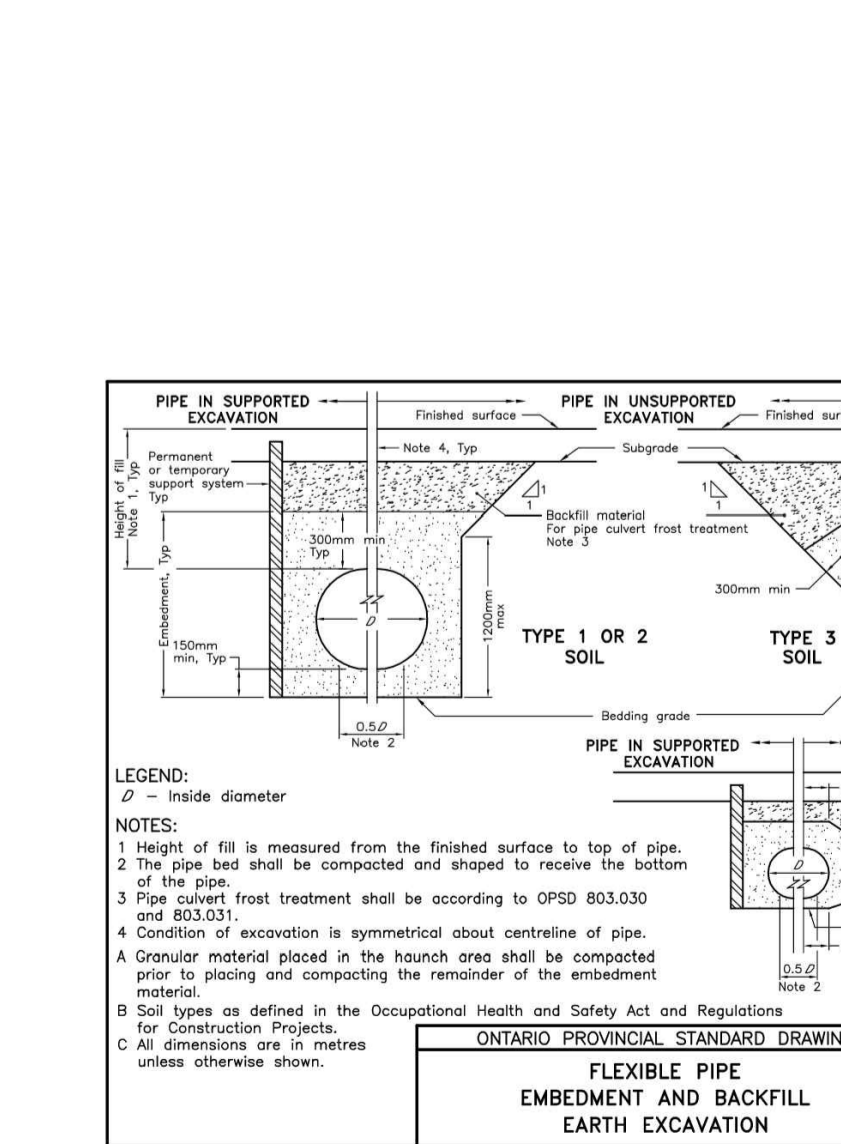 PIPE IN SUPPORTED
EXCAVATION
PIPE IN UNSUPPORTED
EXCAVATION
Finished surface
Finished sur
Note 4, Typ
Subgrade
Permanent
or temporary
support system
Typ
Height of fill
Note 1, Typ
1
1
1
1
Backfill material
For pipe culvert frost treatment
Note 3
300mm min
Typ
300mm min
Embedment, Typ
D
1200mm
max
TYPE 1 OR 2
SOIL
TYPE 3
SOIL
150mm
min, Typ
0.5D
Note 2
Bedding grade
PIPE IN SUPPORTED
EXCAVATION
D
0.5D
Note 2
LEGEND:
D – Inside diameter
NOTES:
1 Height of fill is measured from the finished surface to top of pipe.
2 The pipe bed shall be compacted and shaped to receive the bottom
of the pipe.
3 Pipe culvert frost treatment shall be according to OPSD 803.030
and 803.031.
4 Condition of excavation is symmetrical about centreline of pipe.
A Granular material placed in the haunch area shall be compacted
prior to placing and compacting the remainder of the embedment
material.
B Soil types as defined in the Occupational Health and Safety Act and Regulations
for Construction Projects.
C All dimensions are in metres
unless otherwise shown.
ONTARIO PROVINCIAL STANDARD DRAWIN
FLEXIBLE PIPE
EMBEDMENT AND BACKFILL
EARTH EXCAVATION